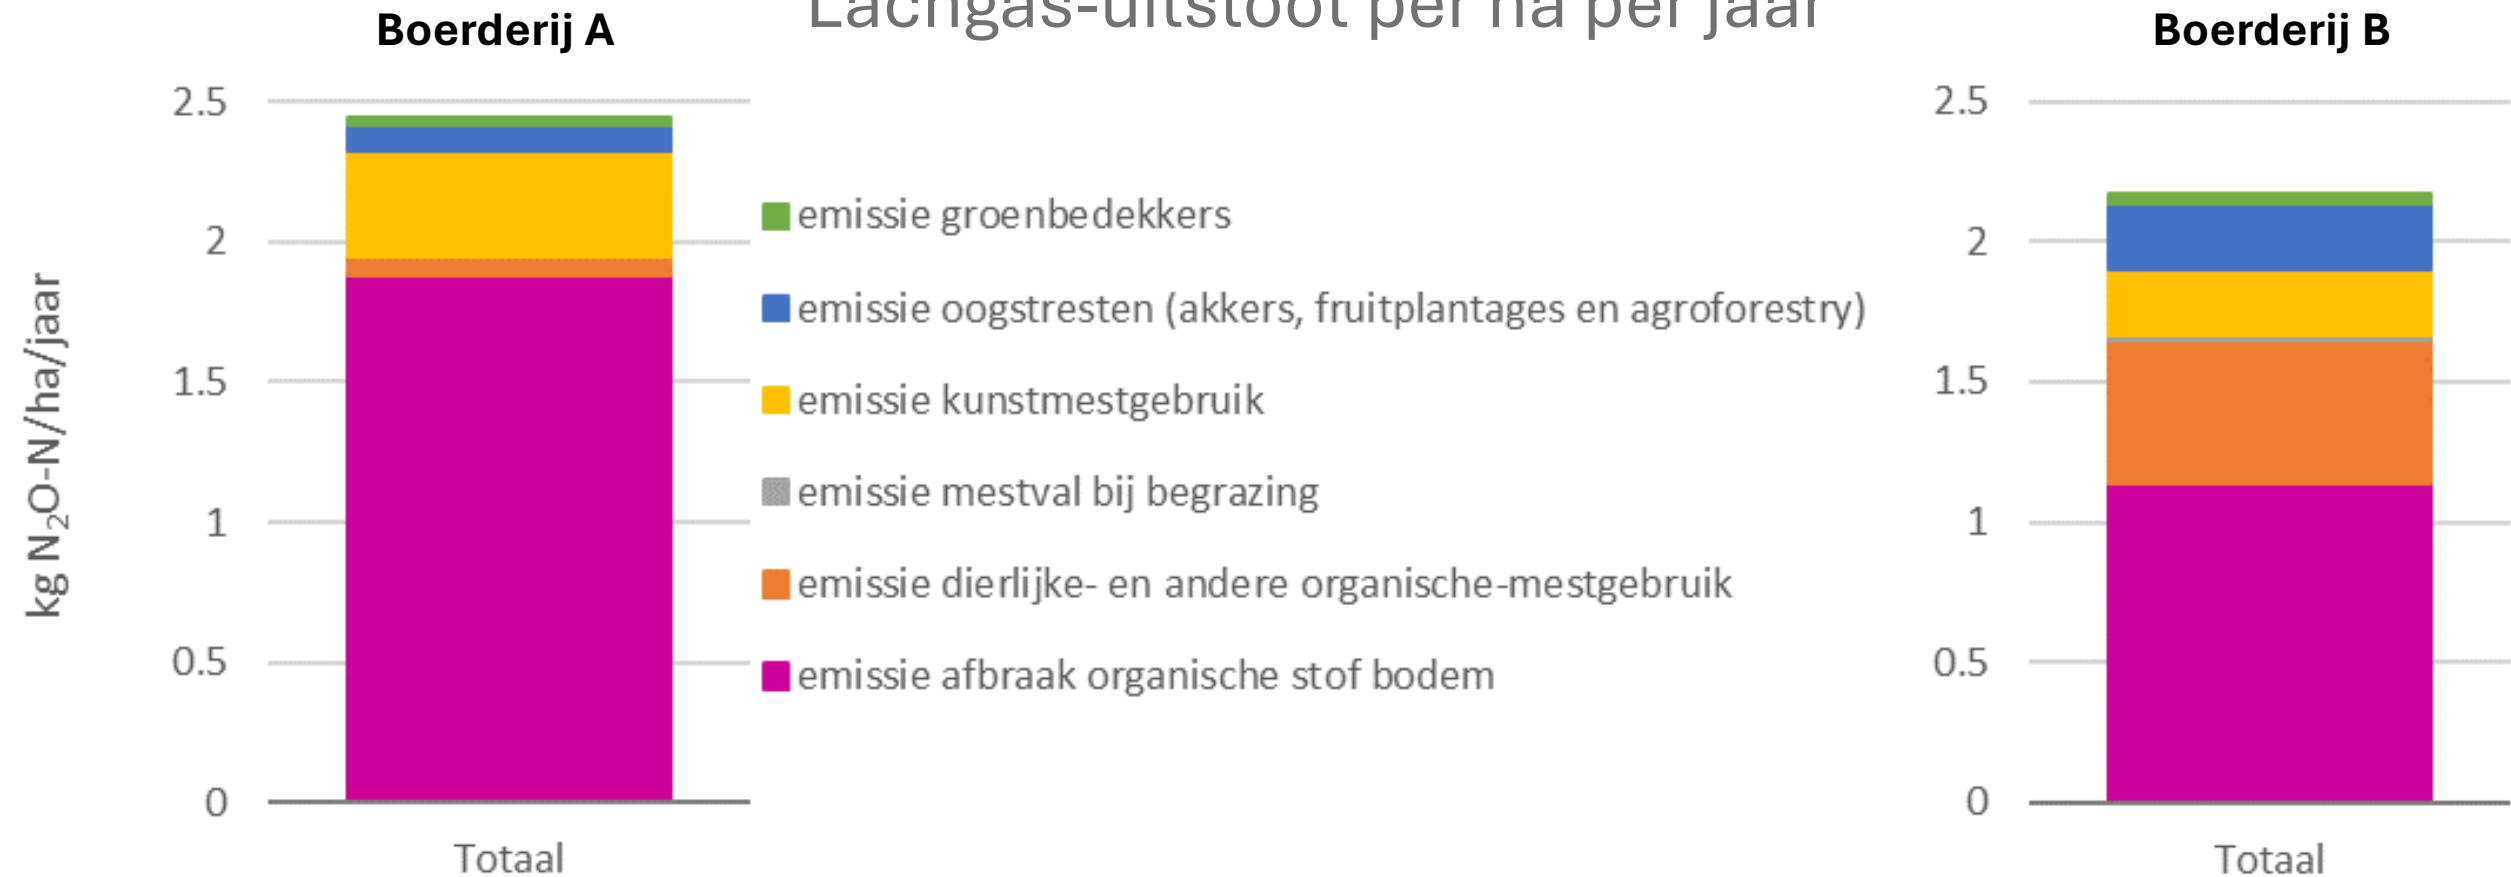 Lachgas-uitstoot per ha per jaar
Boerderij A
Boerderij B
kg N₂O-N/ha/jaar
2.5
2
1.5
1
0.5
0
Totaal
emissie groenbedekkers
emissie oogstresten (akkers, fruitplantages en agroforestry)
emissie kunstmestgebruik
emissie mestval bij begrazing
emissie dierlijke- en andere organische-mestgebruik
emissie afbraak organische stof bodem
2.5
2
1.5
1
0.5
0
Totaal